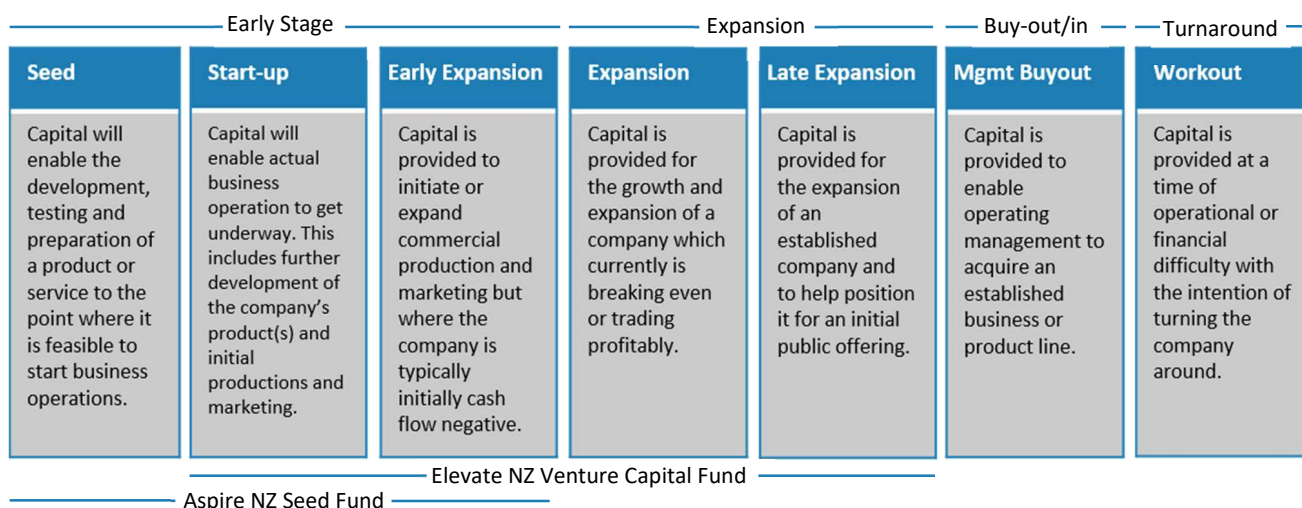 Early Stage
Expansion
Buy-out/in
Turnaround
Seed
Capital will
enable the
development,
testing and
preparation of
a product or
service to the
point where it
is feasible to
start business
operations.
Start-up
Capital will
enable actual
business
operation to get
underway. This
includes further
development of
the company's
product(s) and
initial
productions and
marketing.
Early Expansion
Capital is
provided to
initiate or
expand
commercial
production and
marketing but
where the
company is
typically
initially cash
flow negative.
Expansion
Capital is
provided for
the growth and
expansion of a
company which
currently is
breaking even
or trading
profitably.
Late Expansion
Capital is
provided for
the expansion
of an
established
company and
to help position
it for an initial
public offering.
Mgmt Buyout
Capital is
provided to
enable
operating
management to
acquire an
established
business or
product line.
Workout
Capital is
provided at a
time of
operational or
financial
difficulty with
the intention of
turning the
company
around.
Elevate NZ Venture Capital Fund
Aspire NZ Seed Fund